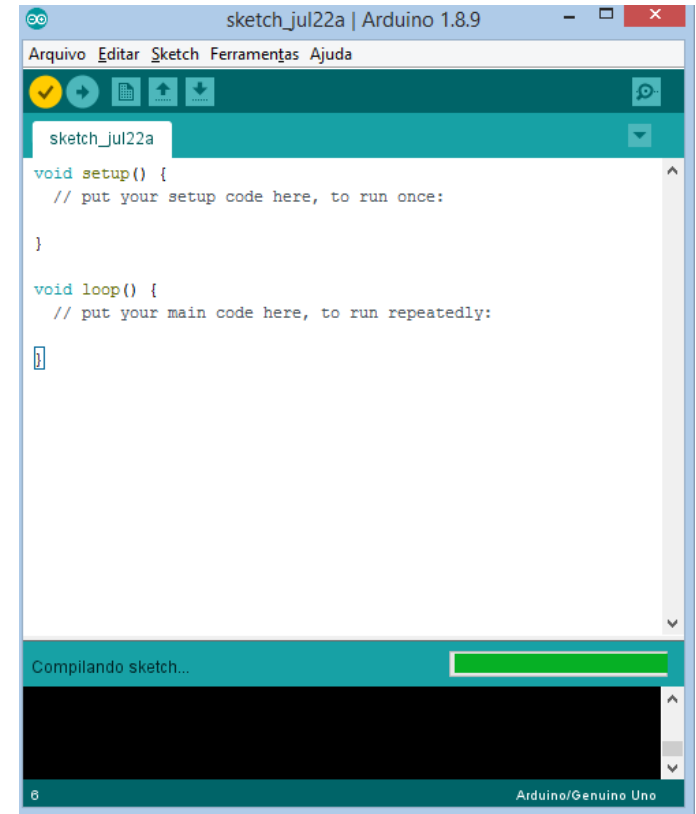 sketch_jul22a | Arduino 1.8.9
Arquivo Editar Sketch Ferramentas Ajuda
sketch_jul22a
void setup() {
  // put your setup code here, to run once:
}
void loop() {
  // put your main code here, to run repeatedly:
}
Compilando sketch...
6 Arduino/Genuino Uno